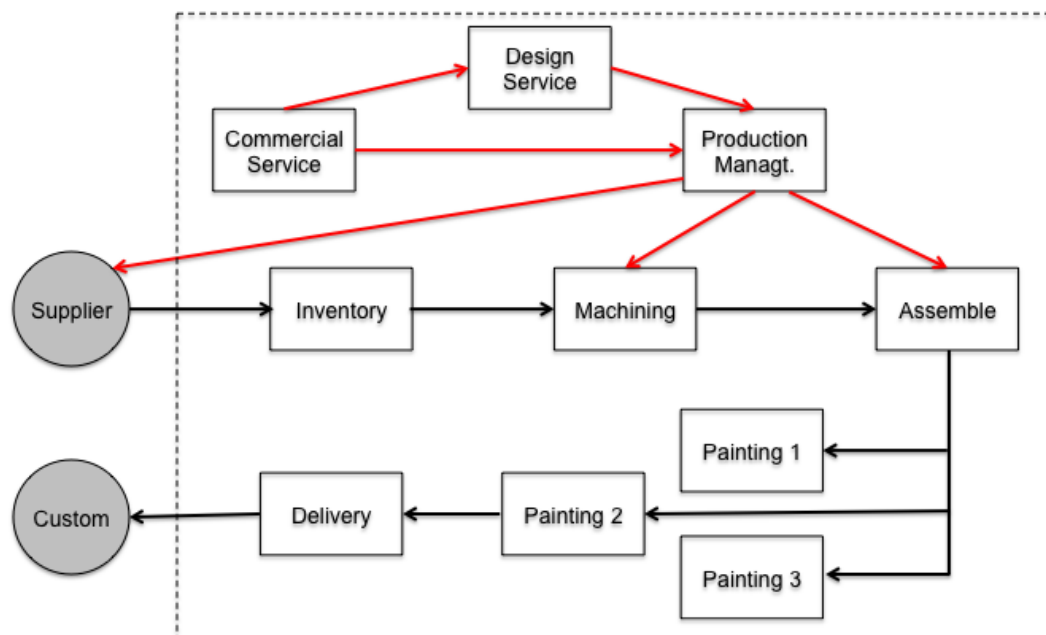 Design
Service
Commercial
Service
Production
Managt.
Supplier
Inventory
Machining
Assemble
Painting 1
Custom
Delivery
Painting 2
Painting 3